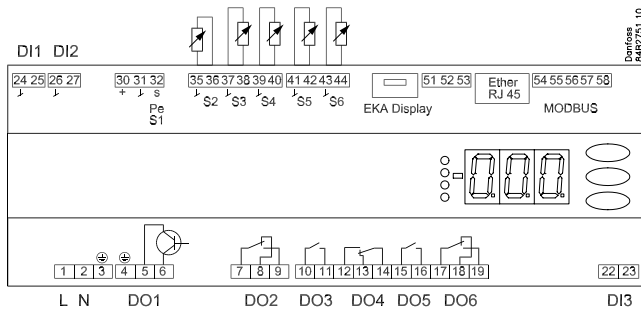 Danfoss
84B2751.10
DI1 DI2
24 25 26 27 30 31 32 35 36 37 38 39 40 41 42 43 44 51 52 53 Ether RJ 45 54 55 56 57 58
+ s
Pe
S1
S2 S3 S4 S5 S6
EKA Display
MODBUS
000
1 2 3 4 5 6 7 8 9 10 11 12 13 14 15 16 17 18 19 22 23
L N DO1 DO2 DO3 DO4 DO5 DO6 DI3